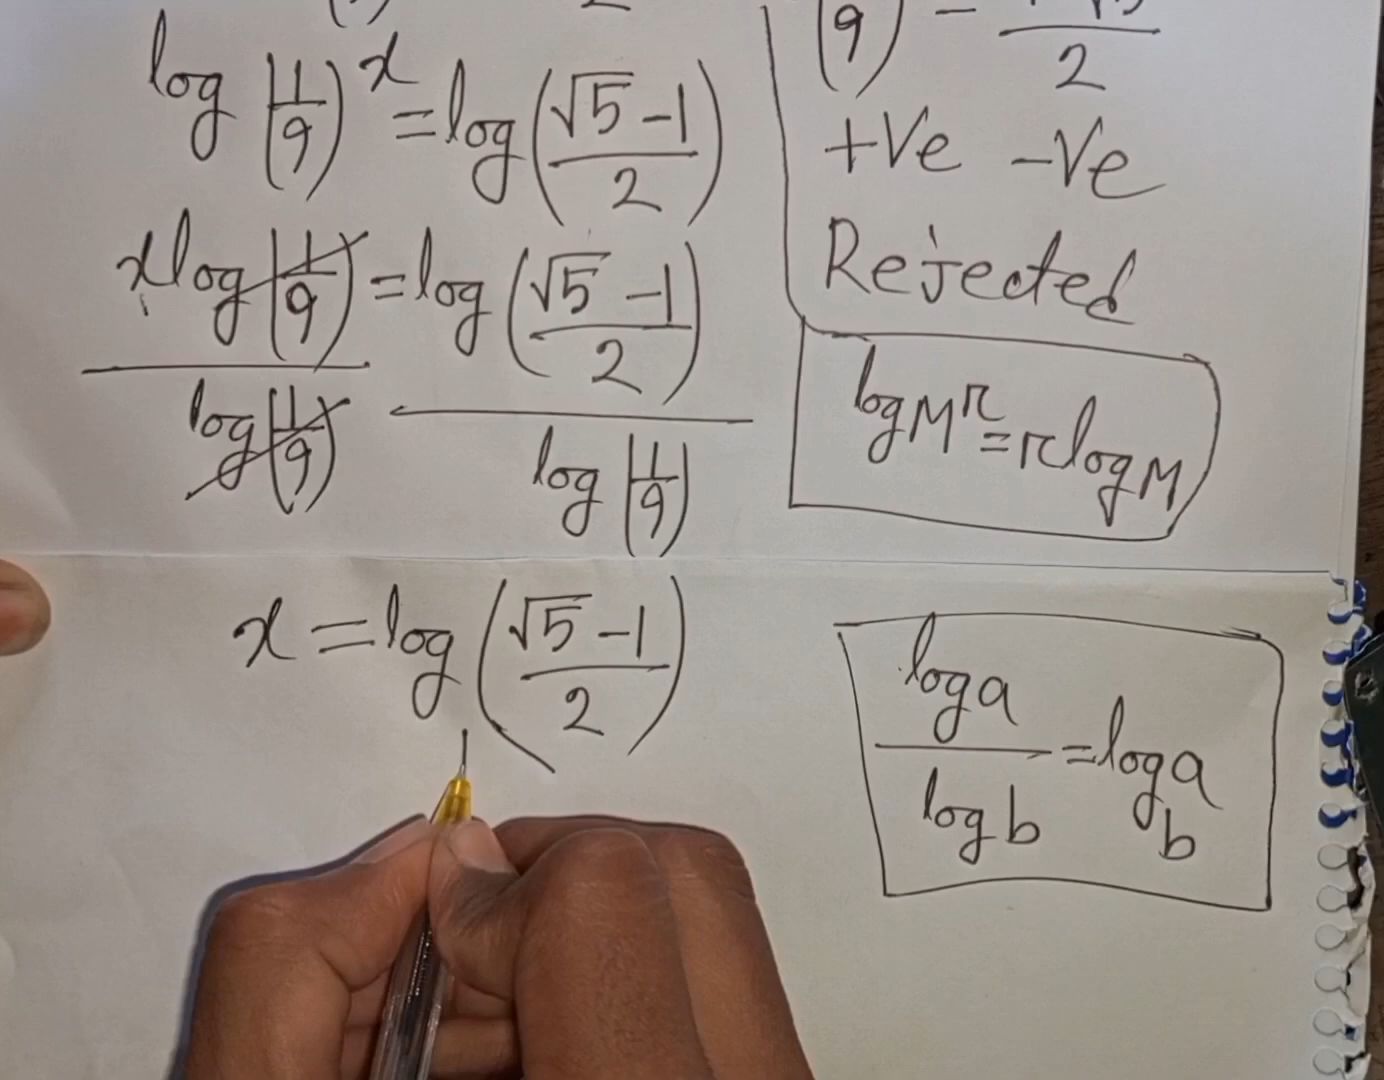 log (1/9)^x = log ((√5 - 1)/2)
x log (1/9) = log ((√5 - 1)/2)
log (1/9) log (1/9)
x = log ((√5 - 1)/2)
(9) - 2
+Ve -Ve
Rejected
log M^r = r log M
log a / log b = log_b a